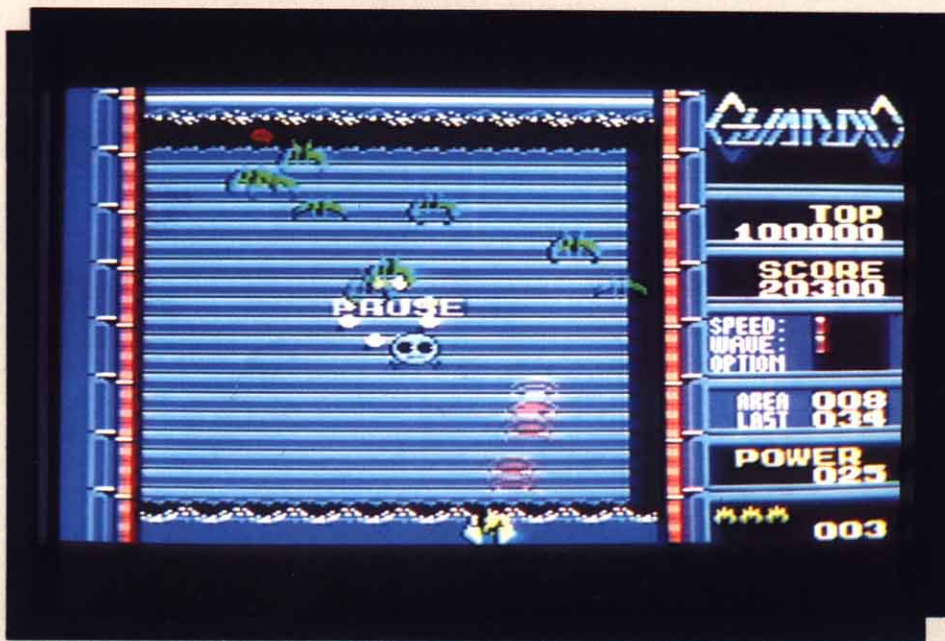 PAUSE
TOP
100000
SCORE
20300
SPEED:
WAVE:
OPTION
AREA 008
LAST 034
POWER
025
003